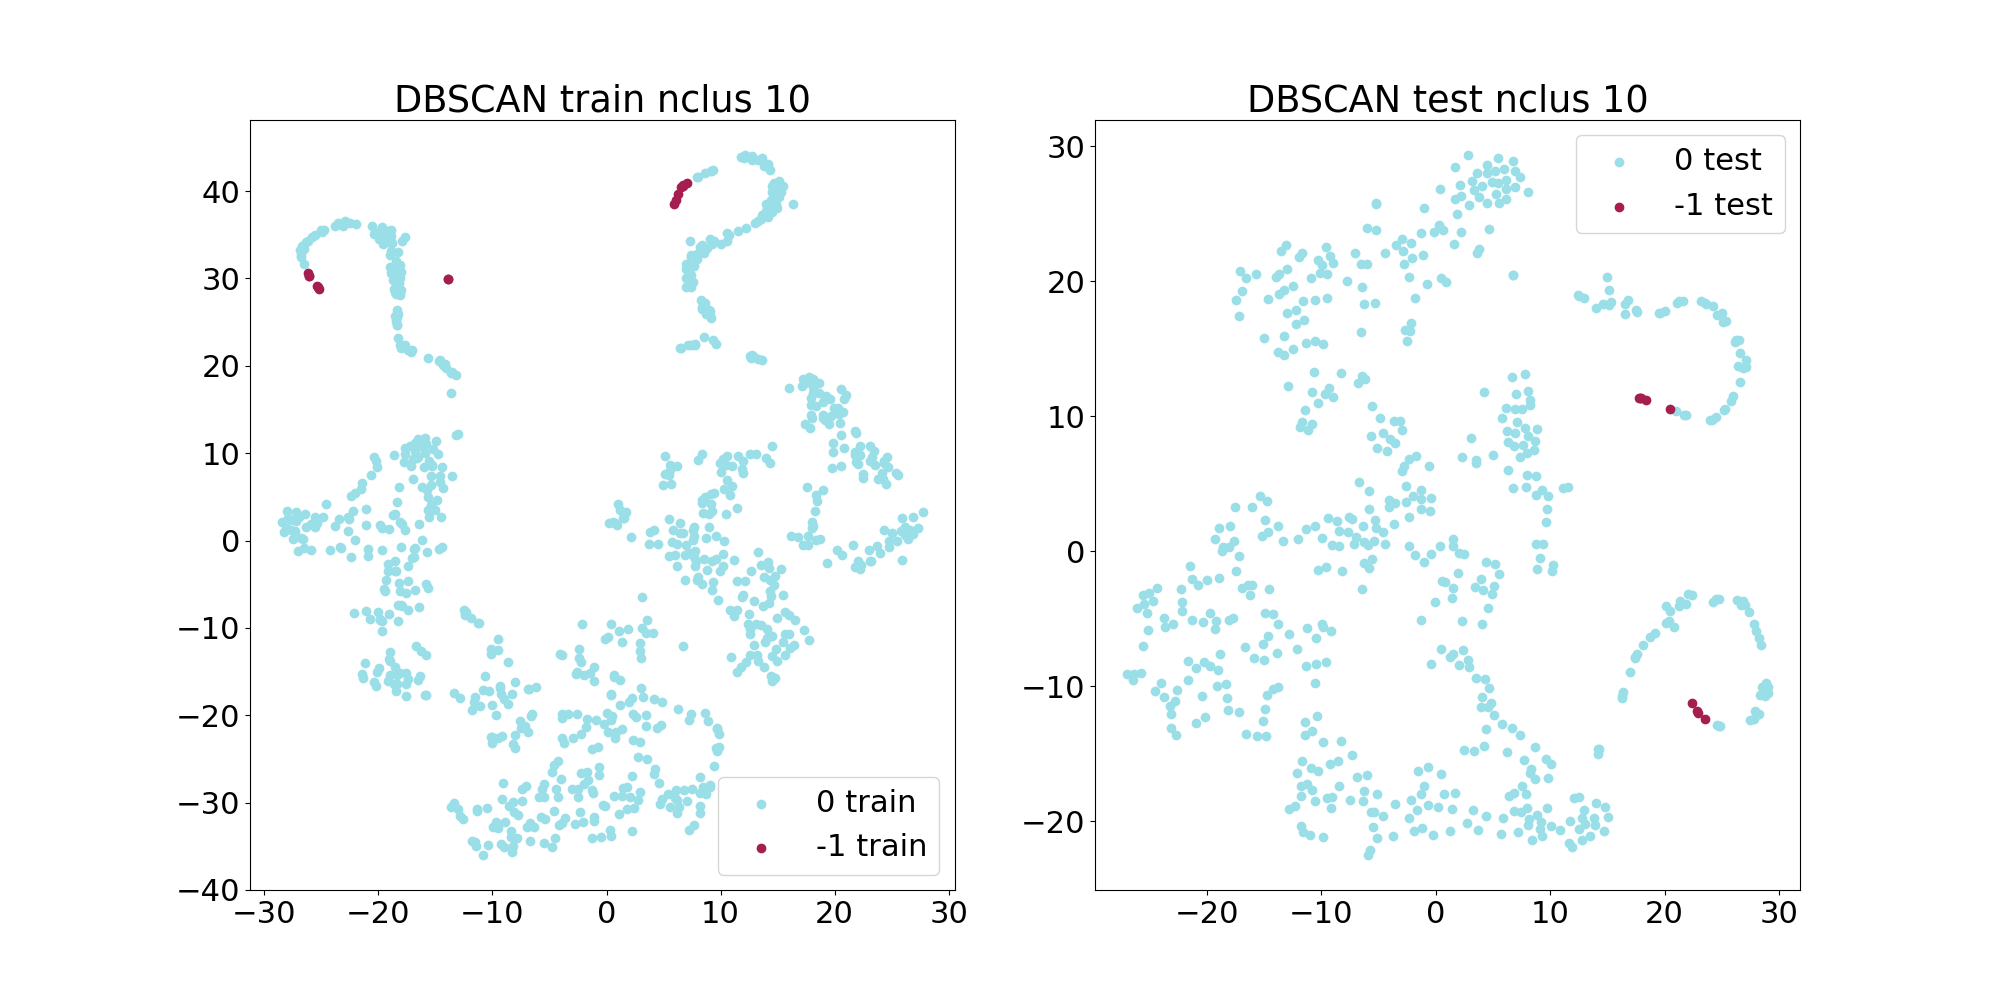 DBSCAN train nclus 10
40
30
20
10
0
−10
−20
−30
−40
−30 −20 −10 0 10 20 30
0 train
-1 train
DBSCAN test nclus 10
30
20
10
0
−10
−20
−20 −10 0 10 20 30
0 test
-1 test